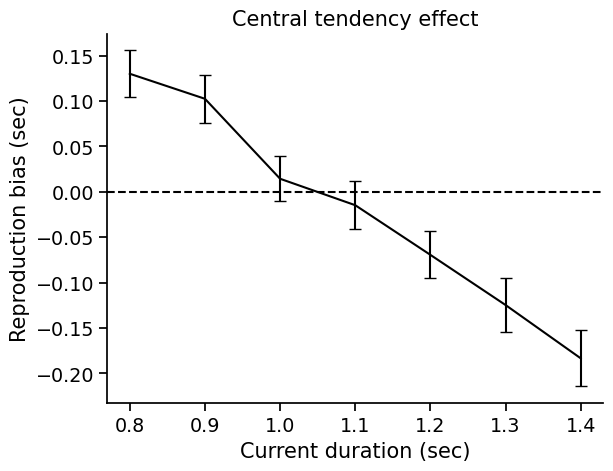 Central tendency effect
Reproduction bias (sec)
0.15
0.10
0.05
0.00
−0.05
−0.10
−0.15
−0.20
0.8 0.9 1.0 1.1 1.2 1.3 1.4
Current duration (sec)